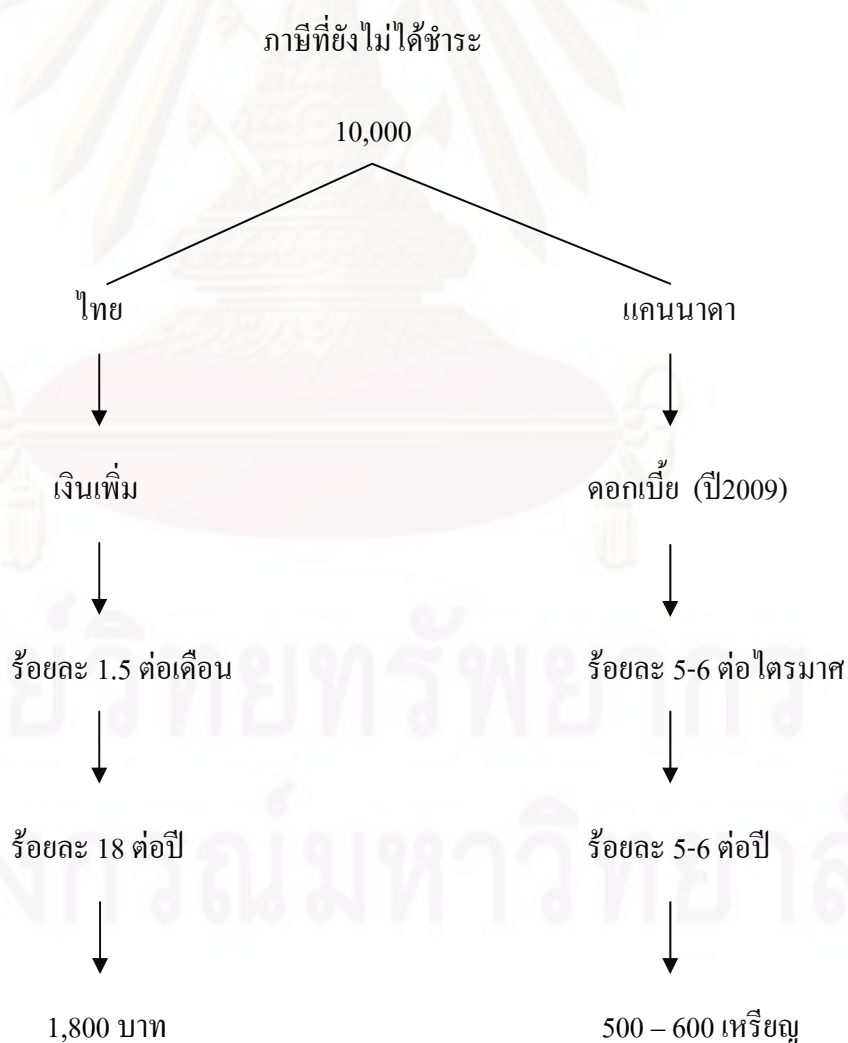 ภาษีที่ยังไม่ได้ชำระ
10,000
ไทย แคนนาดา
เงินเพิ่ม ดอกเบี้ย (ปี2009)
ร้อยละ 1.5 ต่อเดือน ร้อยละ 5-6 ต่อไตรมาศ
ร้อยละ 18 ต่อปี ร้อยละ 5-6 ต่อปี
1,800 บาท 500 – 600 เหรียญ